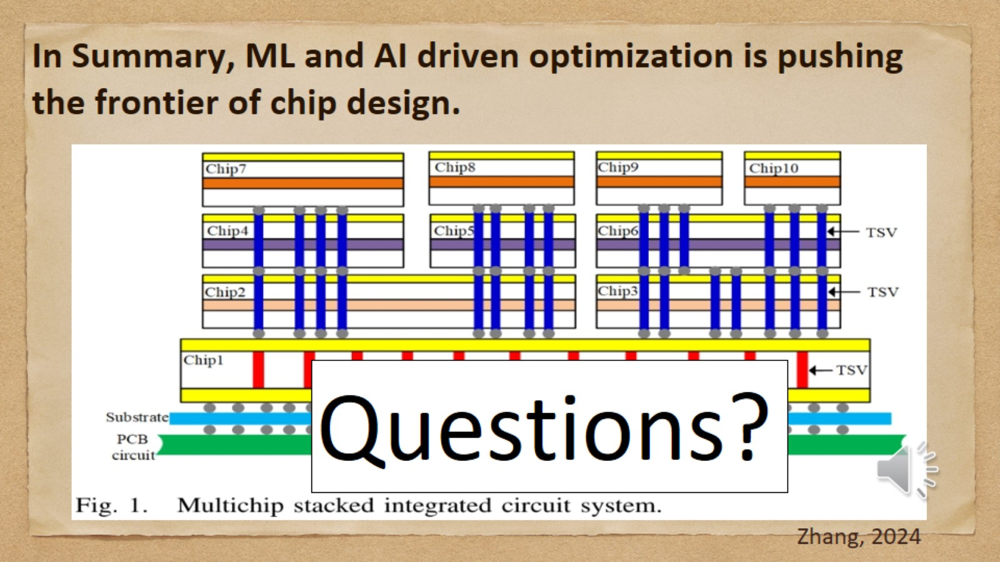 In Summary, ML and AI driven optimization is pushing
the frontier of chip design.
Chip7
Chip8
Chip9
Chip10
Chip4
Chip5
Chip6
TSV
Chip2
Chip3
TSV
Chip1
TSV
Substrate
PCB
circuit
Questions?
Fig. 1. Multichip stacked integrated circuit system.
Zhang, 2024